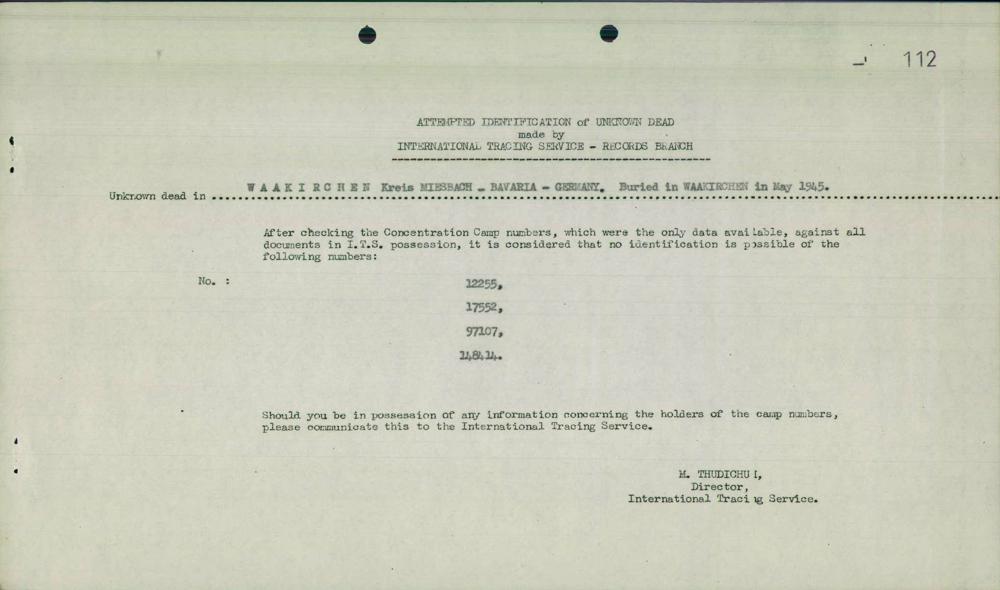 112
ATTEMPTED IDENTIFICATION of UNKNOWN DEAD
made by
INTERNATIONAL TRACING SERVICE - RECORDS BRANCH
Unknown dead in WAAKIRCHEN Kreis MIESBACH - BAVARIA - GERMANY. Buried in WAAKIRCHEN in May 1945.
After checking the Concentration Camp numbers, which were the only data available, against all
documents in I.T.S. possession, it is considered that no identification is possible of the
following numbers:
No. :
12255,
17552,
97107,
Should you be in possession of any information concerning the holders of the camp numbers,
please communicate this to the International Tracing Service.
M. THUDICHUM,
Director,
International Tracing Service.